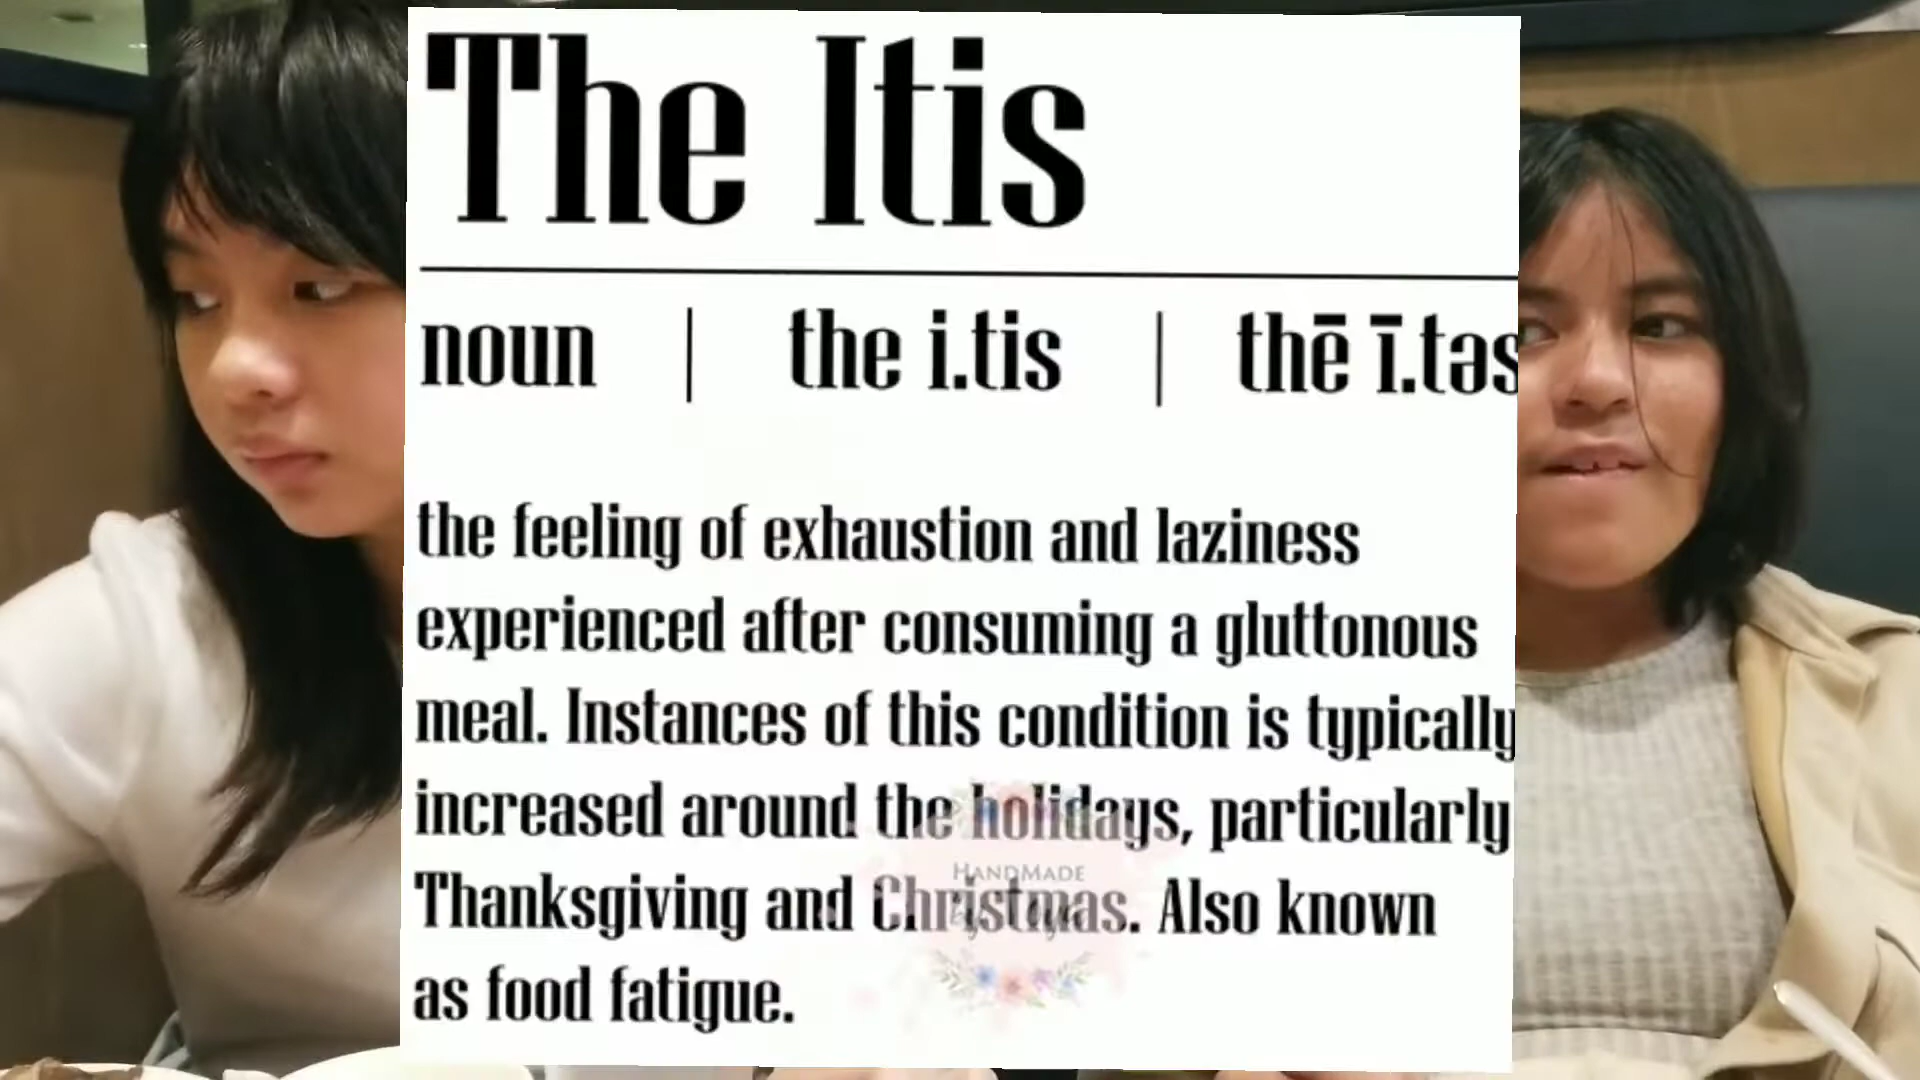 The Itis
noun | the i.tis | thē ī.təs
the feeling of exhaustion and laziness
experienced after consuming a gluttonous
meal. Instances of this condition is typically
increased around the holidays, particularly
Thanksgiving and Christmas. Also known
as food fatigue.
HANDMADE
by